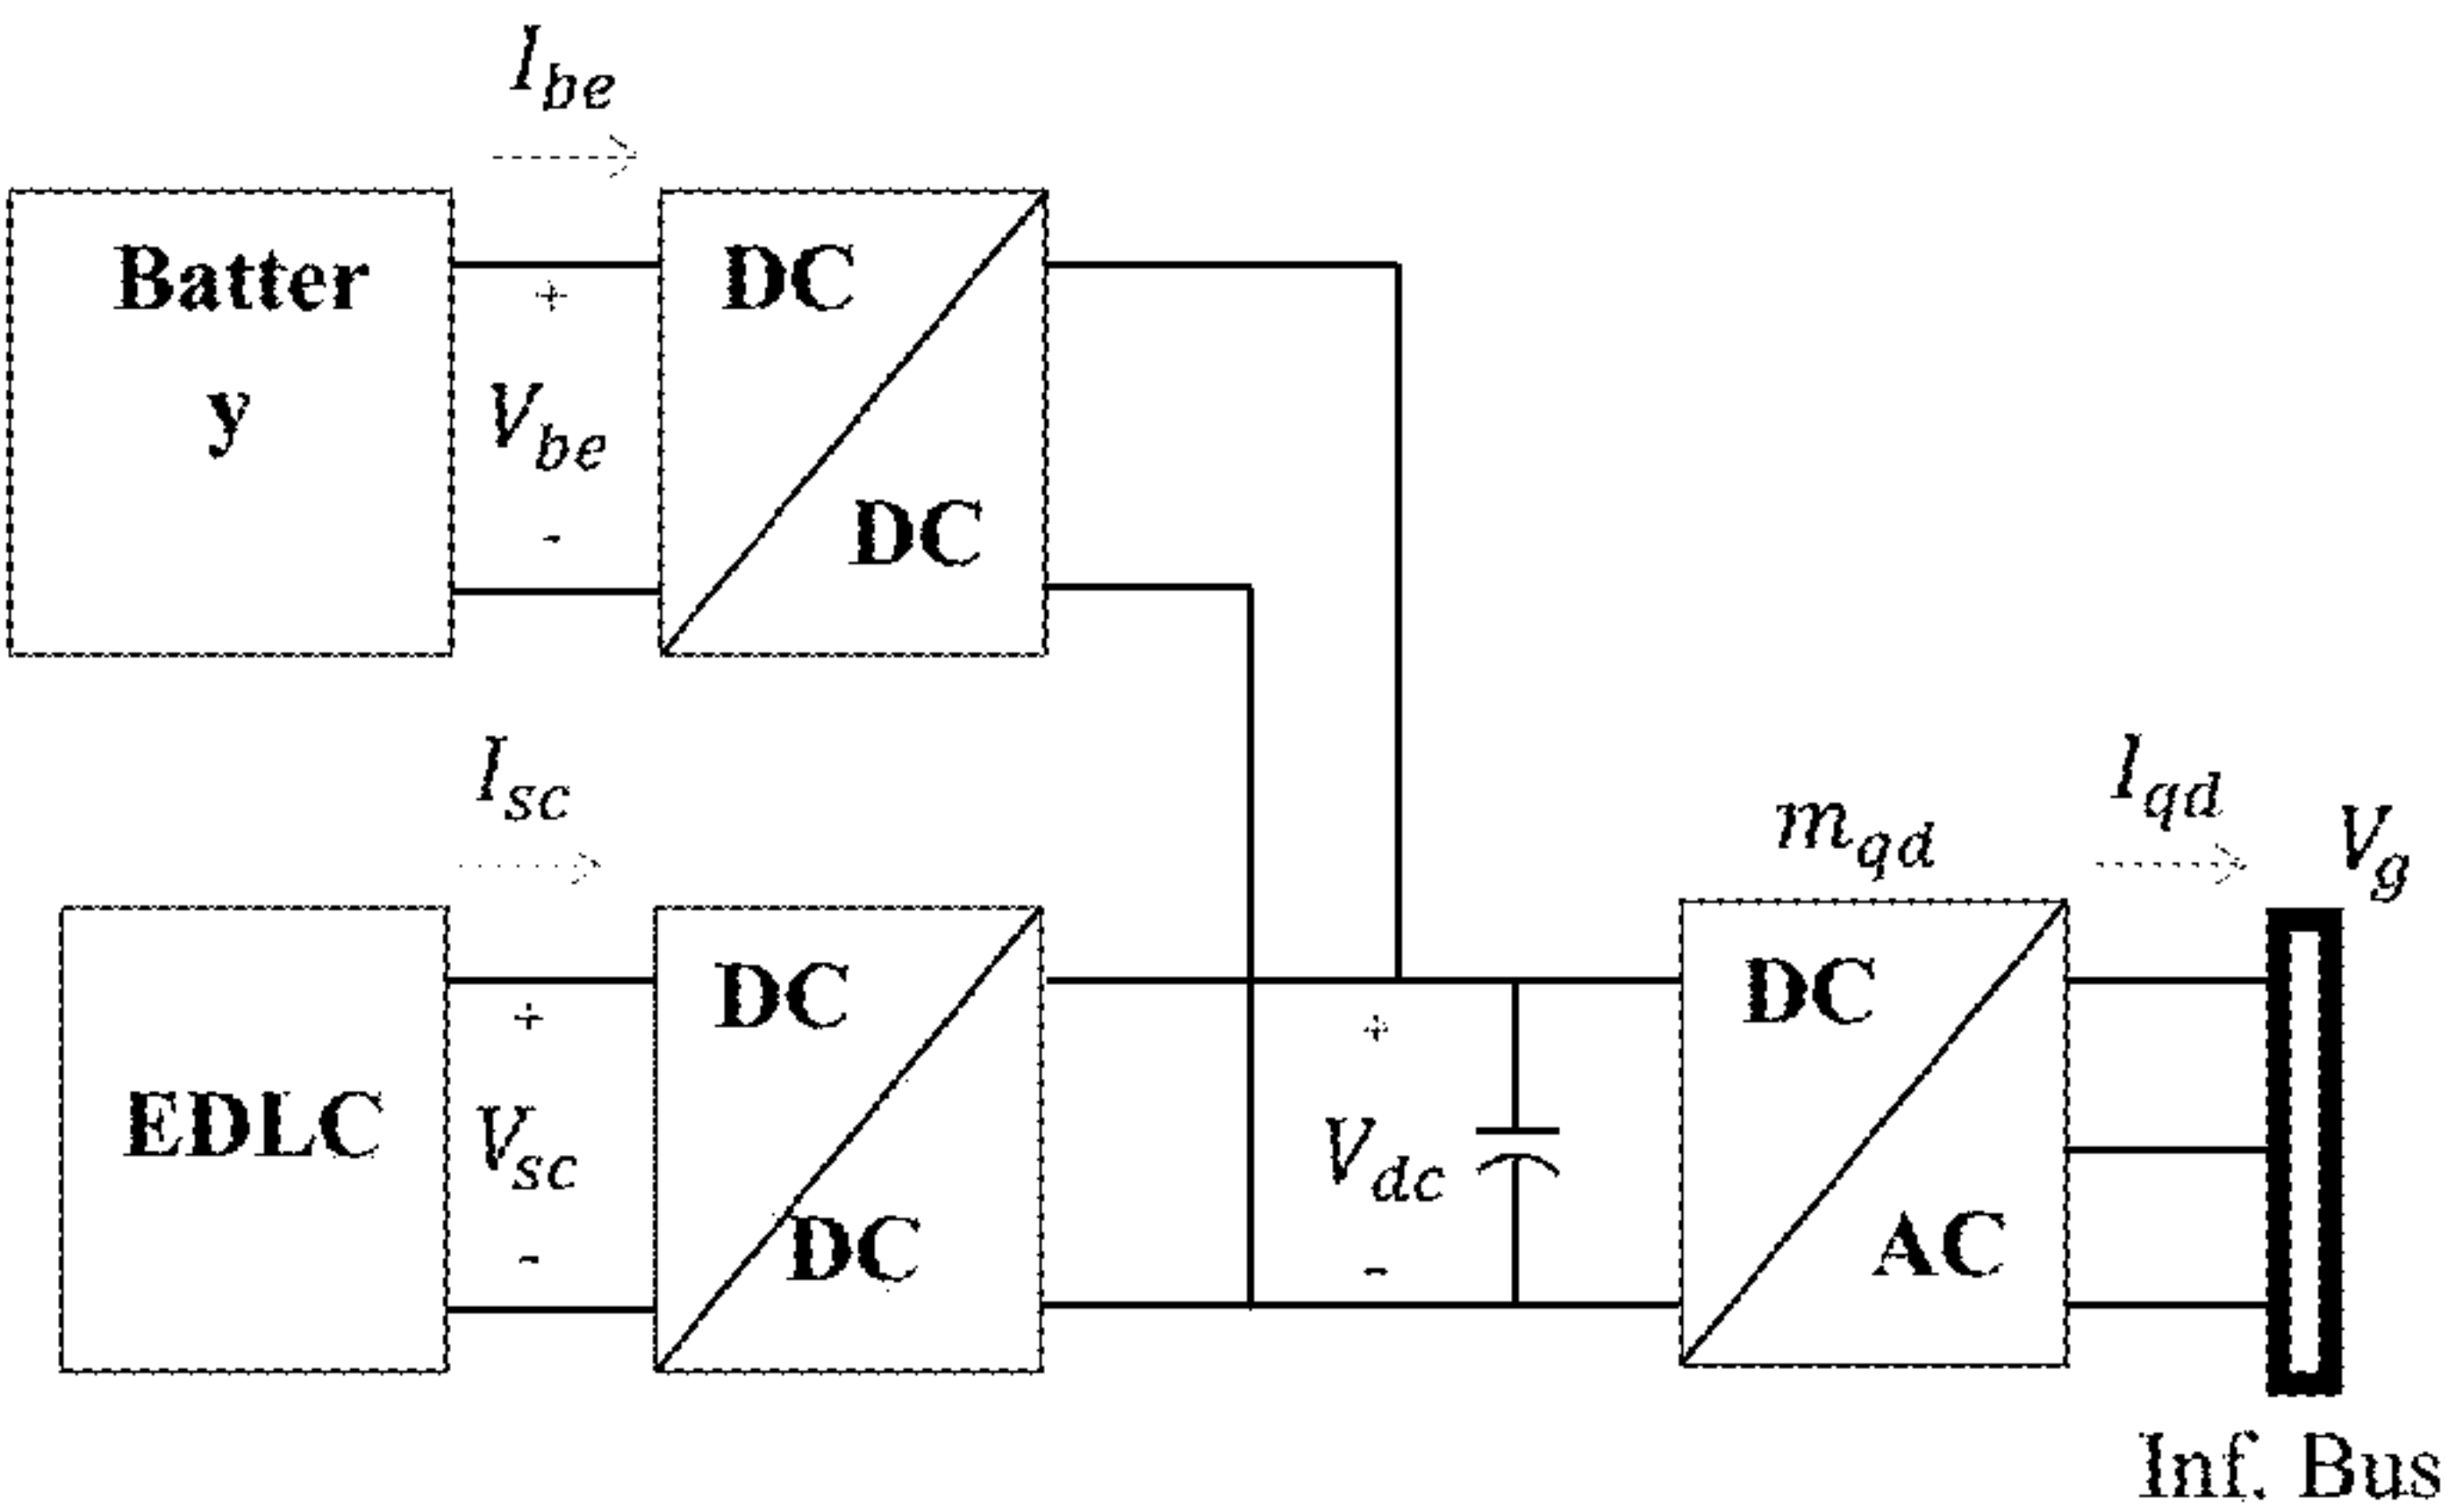 I_be
Batter
y
+
V_be
-
DC
DC
I_sc
EDLC
+
V_sc
-
DC
DC
+
V_dc
-
m_qd
DC
AC
I_qd
V_g
Inf. Bus